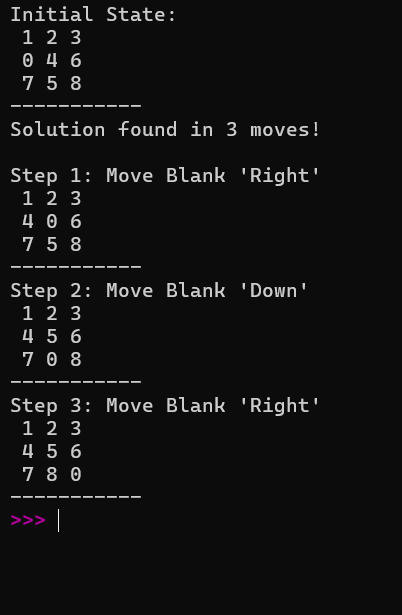 Initial State:
1 2 3
0 4 6
7 5 8
-----------
Solution found in 3 moves!
Step 1: Move Blank 'Right'
1 2 3
4 0 6
7 5 8
-----------
Step 2: Move Blank 'Down'
1 2 3
4 5 6
7 0 8
-----------
Step 3: Move Blank 'Right'
1 2 3
4 5 6
7 8 0
-----------
>>>